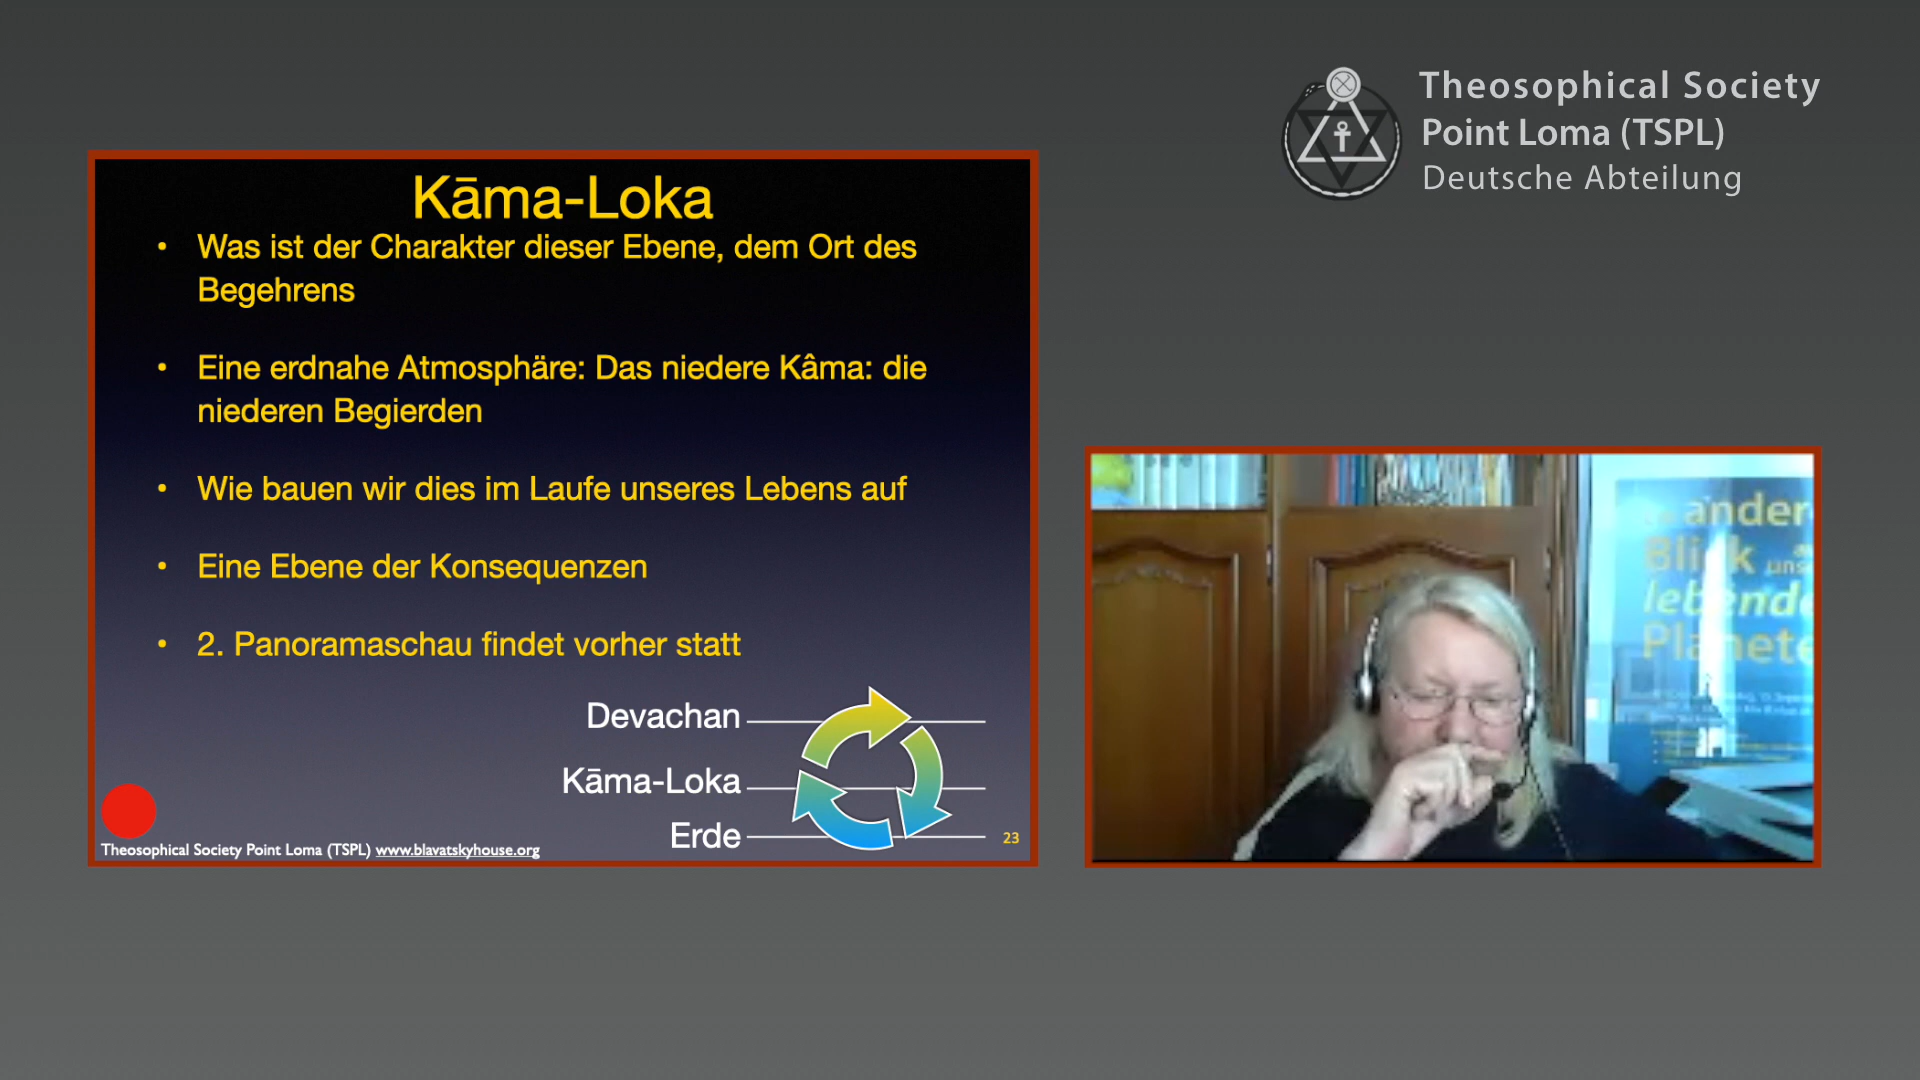 Theosophical Society
Point Loma (TSPL)
Deutsche Abteilung
Kāma-Loka
• Was ist der Charakter dieser Ebene, dem Ort des
Begehrens
• Eine erdnahe Atmosphäre: Das niedere Kâma: die
niederen Begierden
• Wie bauen wir dies im Laufe unseres Lebens auf
• Eine Ebene der Konsequenzen
• 2. Panoramaschau findet vorher statt
Devachan
Kāma-Loka
Erde
23
Theosophical Society Point Loma (TSPL) www.blavatskyhouse.org
ander
Blick
uns
lebende
Planete